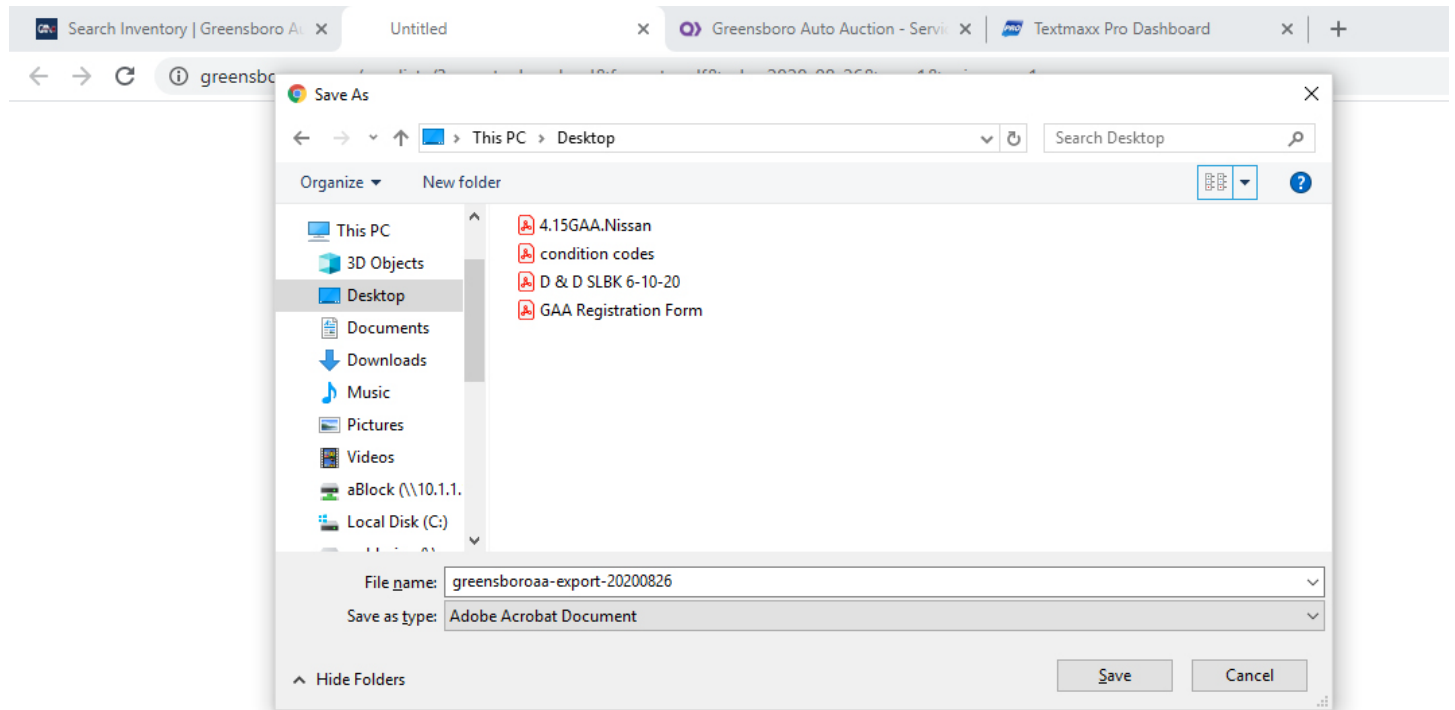 Search Inventory | Greensboro Au
Untitled
Greensboro Auto Auction - Servic
Textmaxx Pro Dashboard
greensbo
Save As
This PC > Desktop
Search Desktop
Organize
New folder
This PC
3D Objects
Desktop
Documents
Downloads
Music
Pictures
Videos
aBlock (\\10.1.1.
Local Disk (C:)
4.15GAA.Nissan
condition codes
D & D SLBK 6-10-20
GAA Registration Form
File name: greensboroaa-export-20200826
Save as type: Adobe Acrobat Document
Hide Folders
Save
Cancel